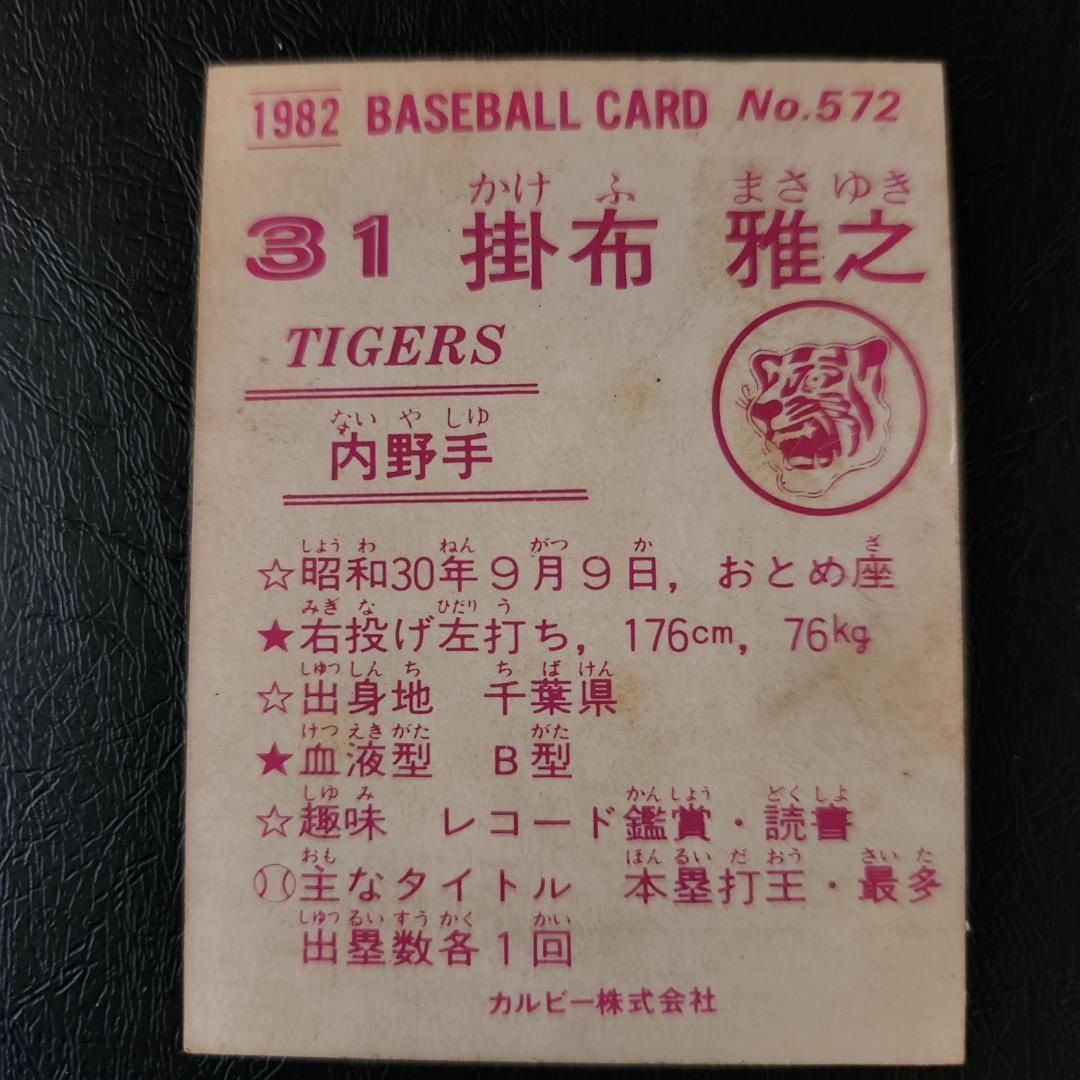 1982 BASEBALL CARD No.572
かけ ふ まさ ゆき
31 掛布 雅之
TIGERS
ない や しゆ
内野手
しょう わ ねん がつ か ざ
☆昭和30年9月9日, おとめ座
みぎ な ひだり う
★右投げ左打ち, 176cm, 76kg
しゆつ しん ち ち ば けん
☆出身地 千葉県
けつ えき がた がた
★血液型 B型
しゆ み かん しょう どく しよ
☆趣味 レコード鑑賞・読書
おも ほん るい だ おう さい た
主なタイトル 本塁打王・最多
しゆつ るい すう かく かい
出塁数各1回
カルビー株式会社